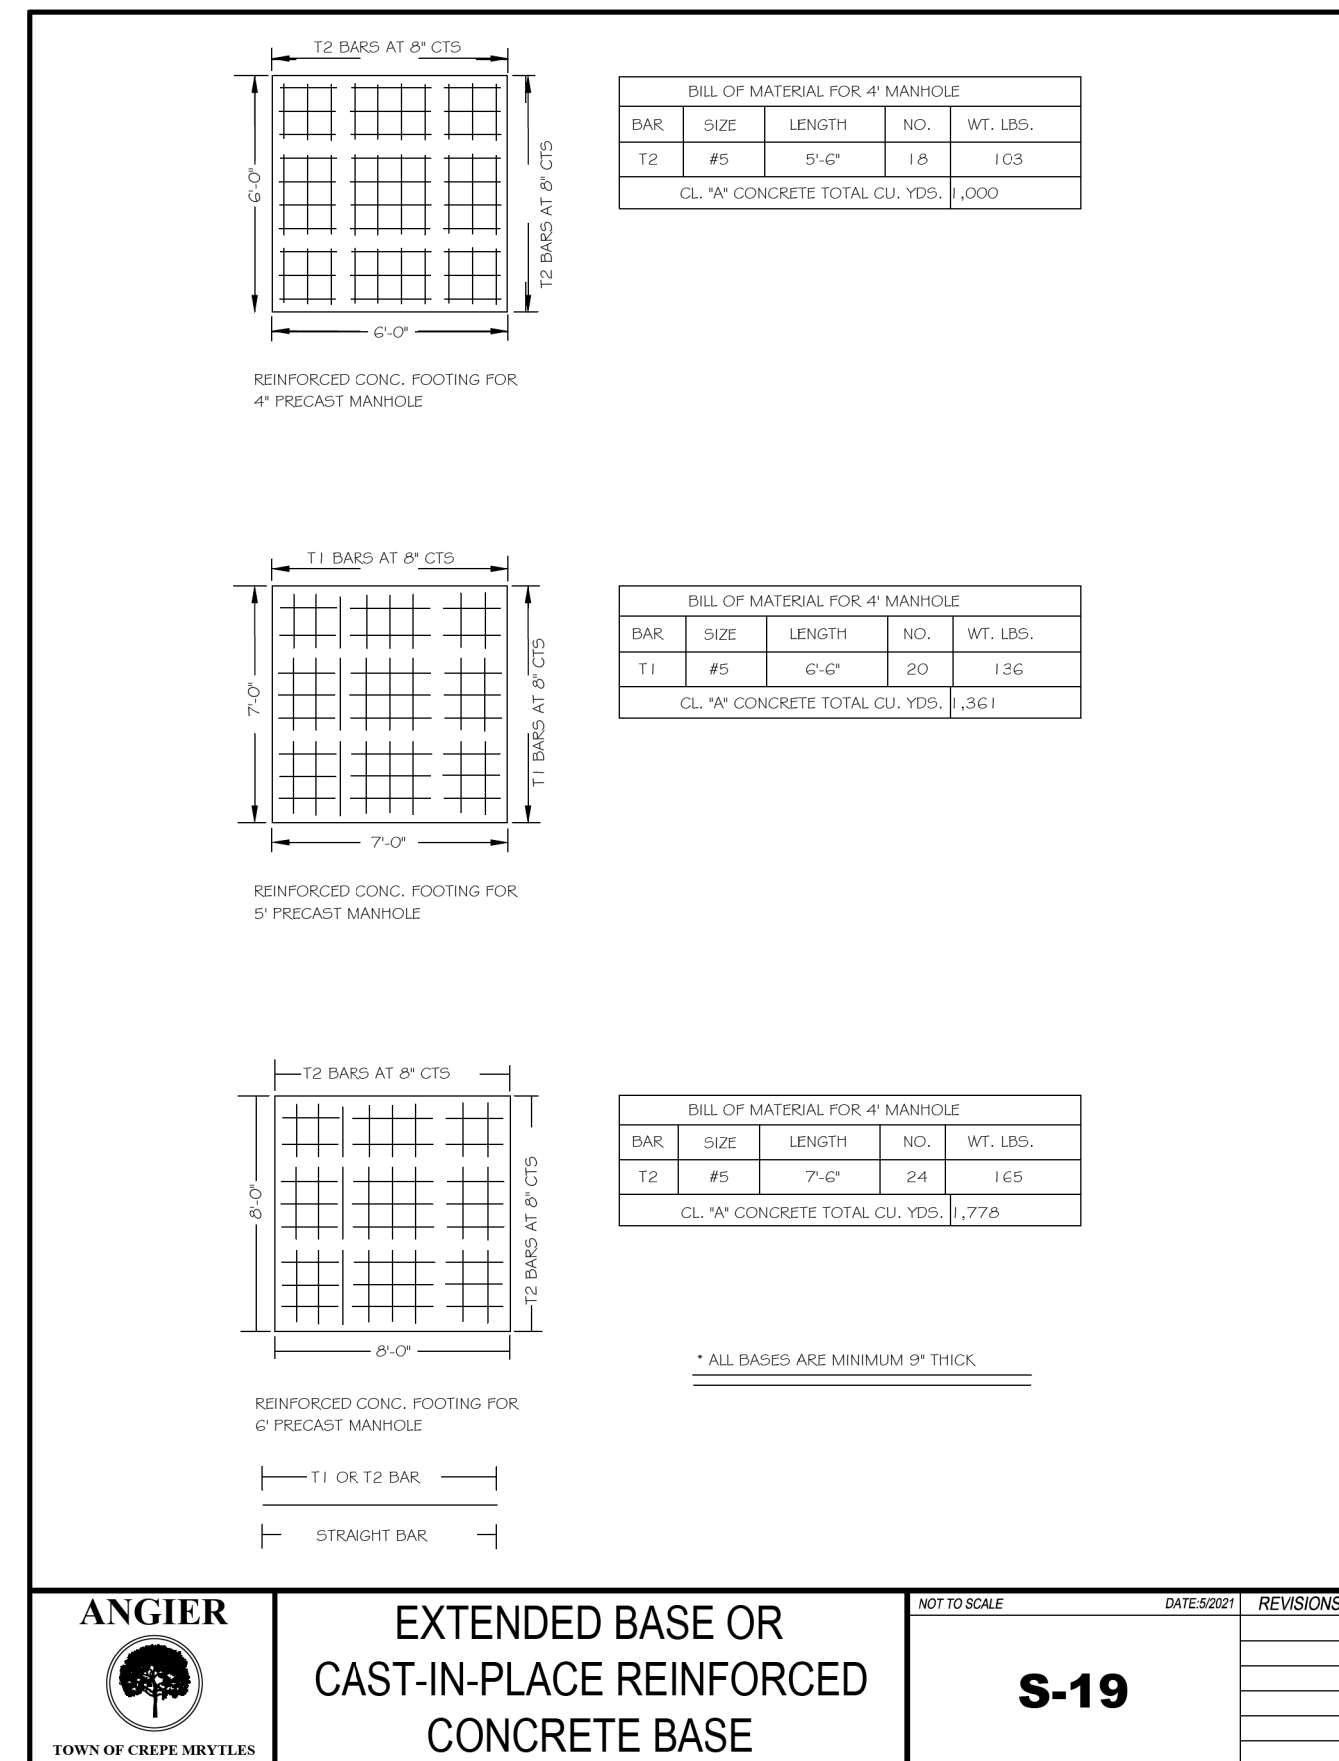 T2 BARS AT 8" CTS
6'-0"
T2 BARS AT 8" CTS
6'-0"
REINFORCED CONC. FOOTING FOR
4" PRECAST MANHOLE
BILL OF MATERIAL FOR 4' MANHOLE
BAR SIZE LENGTH NO. WT. LBS.
T2 #5 5'-6" 18 103
CL. "A" CONCRETE TOTAL CU. YDS. 1,000
T1 BARS AT 8" CTS
7'-0"
T1 BARS AT 8" CTS
7'-0"
REINFORCED CONC. FOOTING FOR
5' PRECAST MANHOLE
BILL OF MATERIAL FOR 4' MANHOLE
BAR SIZE LENGTH NO. WT. LBS.
T1 #5 6'-6" 20 136
CL. "A" CONCRETE TOTAL CU. YDS. 1,361
T2 BARS AT 8" CTS
8'-0"
T2 BARS AT 8" CTS
8'-0"
REINFORCED CONC. FOOTING FOR
6' PRECAST MANHOLE
BILL OF MATERIAL FOR 4' MANHOLE
BAR SIZE LENGTH NO. WT. LBS.
T2 #5 7'-6" 24 165
CL. "A" CONCRETE TOTAL CU. YDS. 1,778
* ALL BASES ARE MINIMUM 9" THICK
T1 OR T2 BAR
STRAIGHT BAR
ANGIER
TOWN OF CREPE MRYTLES
EXTENDED BASE OR
CAST-IN-PLACE REINFORCED
CONCRETE BASE
NOT TO SCALE DATE:5/2021
S-19
REVISIONS